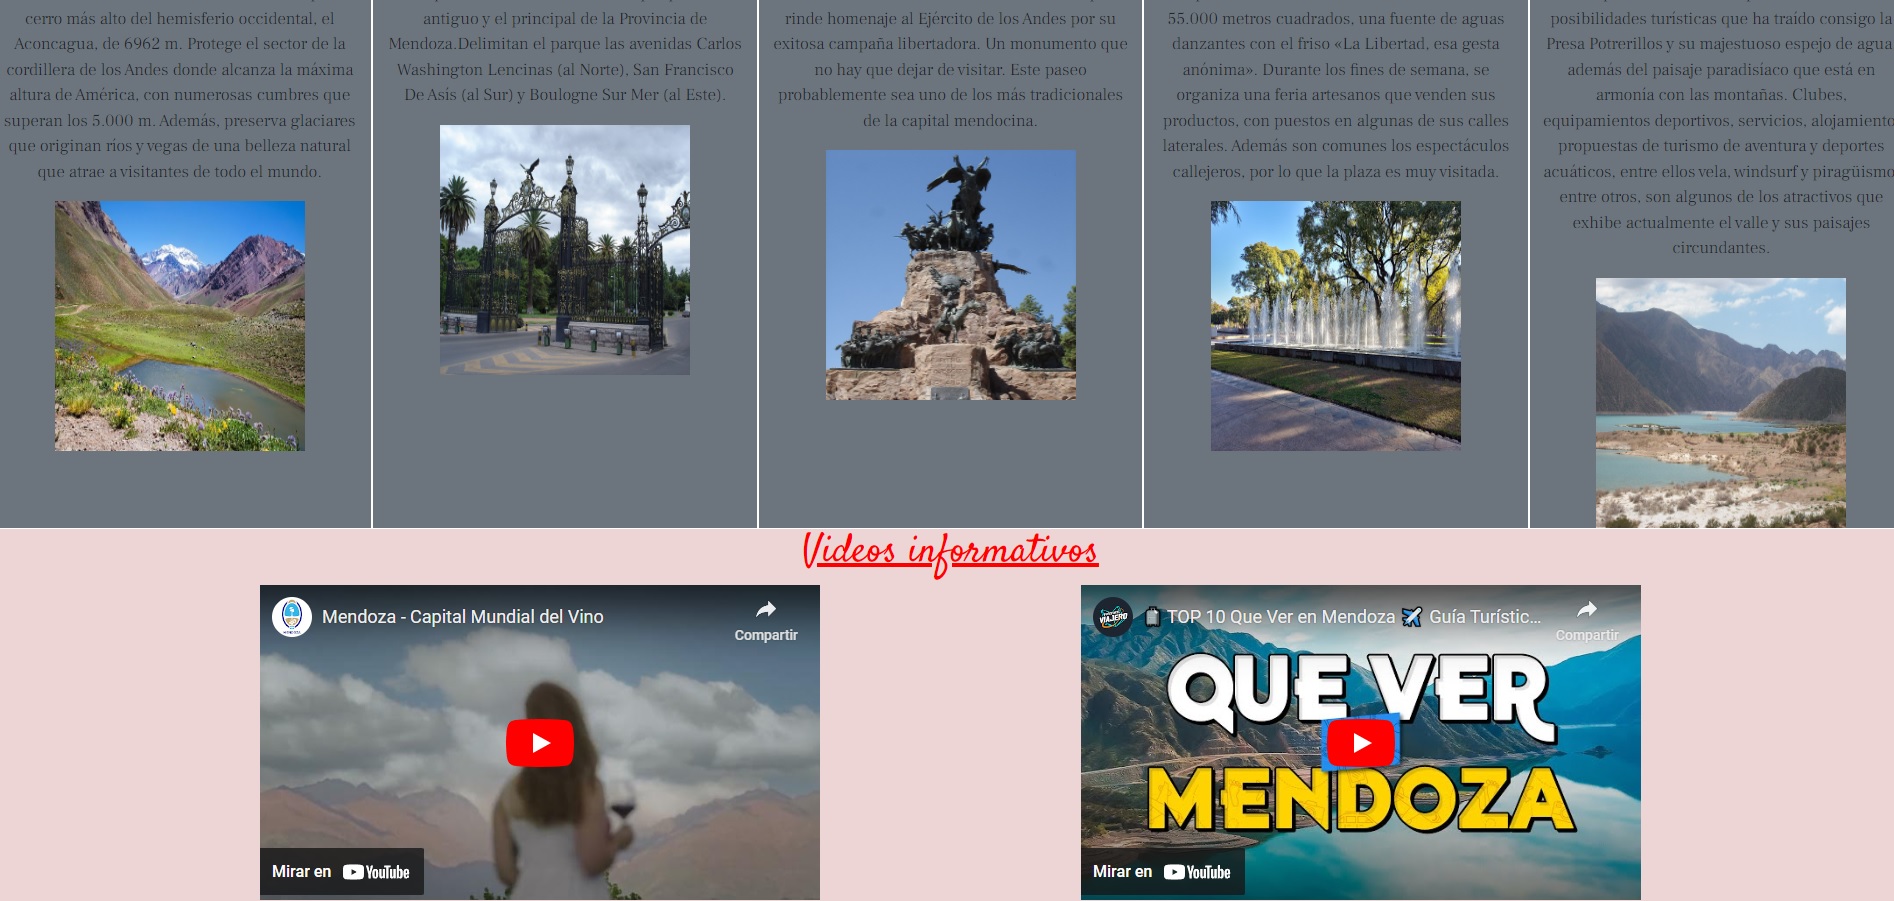 cerro más alto del hemisferio occidental, el
Aconcagua, de 6962 m. Protege el sector de la
cordillera de los Andes donde alcanza la máxima
altura de América, con numerosas cumbres que
superan los 5.000 m. Además, preserva glaciares
que originan ríos y vegas de una belleza natural
que atrae a visitantes de todo el mundo.
antiguo y el principal de la Provincia de
Mendoza.Delimitan el parque las avenidas Carlos
Washington Lencinas (al Norte), San Francisco
De Asís (al Sur) y Boulogne Sur Mer (al Este).
rinde homenaje al Ejército de los Andes por su
exitosa campaña libertadora. Un monumento que
no hay que dejar de visitar. Este paseo
probablemente sea uno de los más tradicionales
de la capital mendocina.
55.000 metros cuadrados, una fuente de aguas
danzantes con el friso «La Libertad, esa gesta
anónima». Durante los fines de semana, se
organiza una feria artesanos que venden sus
productos, con puestos en algunas de sus calles
laterales. Además son comunes los espectáculos
callejeros, por lo que la plaza es muy visitada.
posibilidades turísticas que ha traído consigo la
Presa Potrerillos y su majestuoso espejo de agua
además del paisaje paradisíaco que está en
armonía con las montañas. Clubes,
equipamientos deportivos, servicios, alojamiento
propuestas de turismo de aventura y deportes
acuáticos, entre ellos vela, windsurf y piragüismo
entre otros, son algunos de los atractivos que
exhibe actualmente el valle y sus paisajes
circundantes.
Videos informativos
Mendoza - Capital Mundial del Vino
Compartir
Mirar en YouTube
TOP 10 Que Ver en Mendoza ✈️ Guía Turístic...
Compartir
QUE VER
MENDOZA
Mirar en YouTube